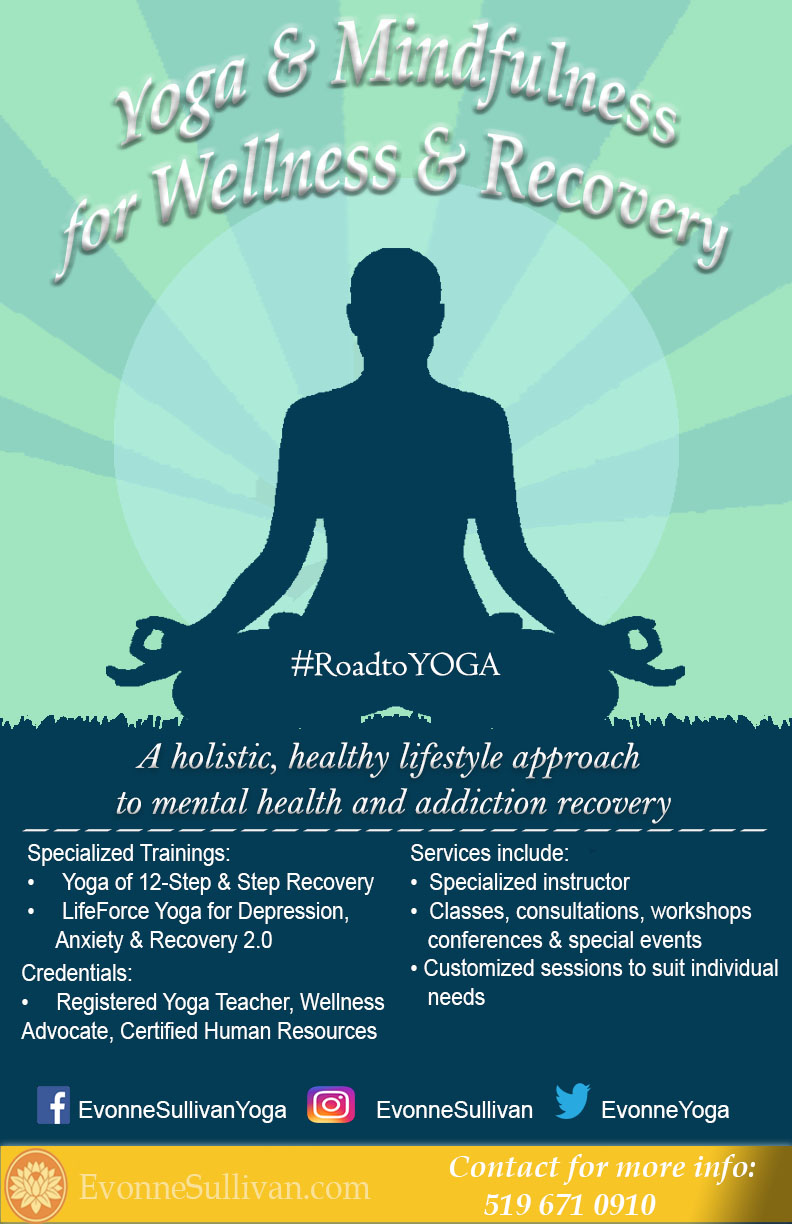 Yoga & Mindfulness
for Wellness & Recovery
#RoadtoYOGA
A holistic, healthy lifestyle approach
to mental health and addiction recovery
Specialized Trainings:
• Yoga of 12-Step & Step Recovery
• LifeForce Yoga for Depression,
Anxiety & Recovery 2.0
Credentials:
• Registered Yoga Teacher, Wellness
Advocate, Certified Human Resources
Services include:
• Specialized instructor
• Classes, consultations, workshops
conferences & special events
• Customized sessions to suit individual
needs
EvonneSullivanYoga
EvonneSullivan
EvonneYoga
EvonneSullivan.com
Contact for more info:
519 671 0910